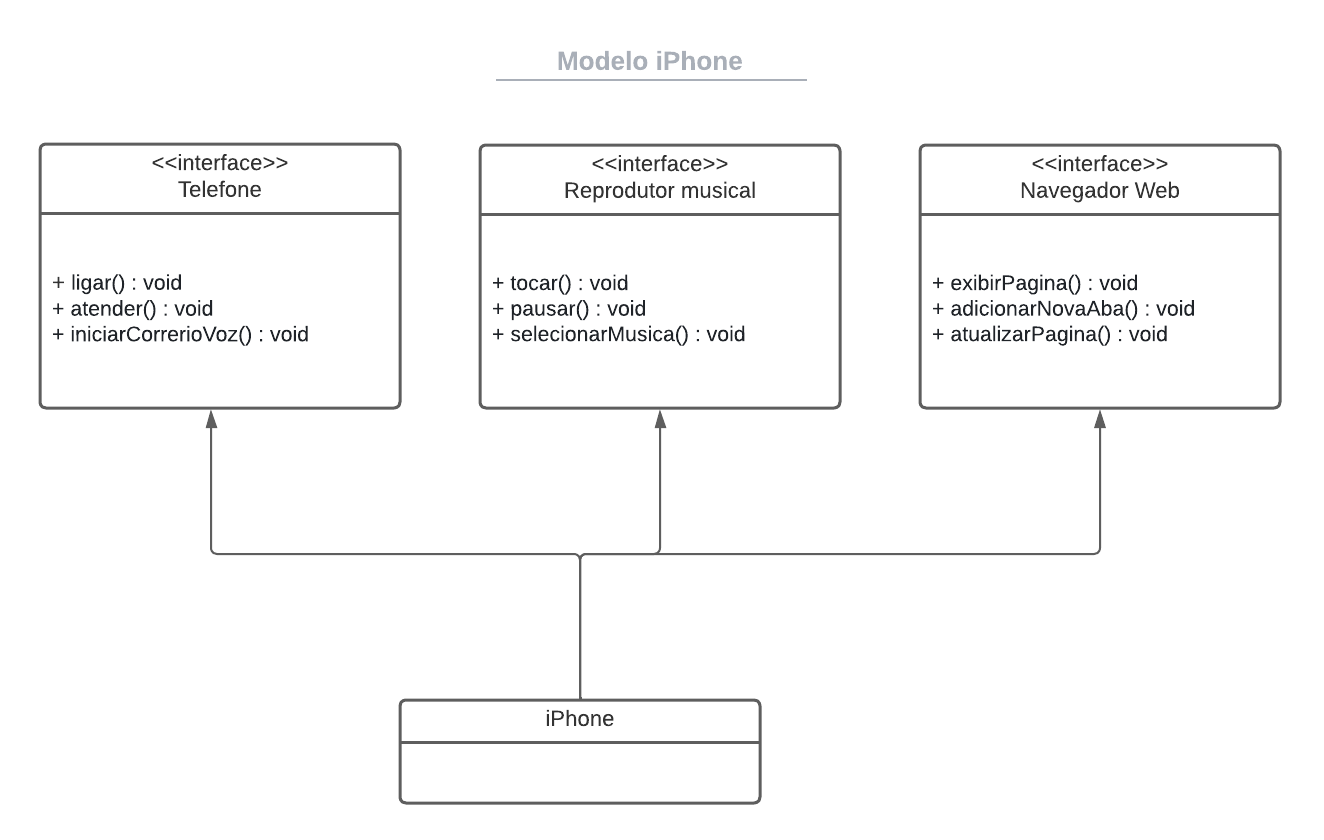 Modelo iPhone
<<interface>>
Telefone
+ ligar() : void
+ atender() : void
+ iniciarCorrerioVoz() : void
<<interface>>
Reprodutor musical
+ tocar() : void
+ pausar() : void
+ selecionarMusica() : void
<<interface>>
Navegador Web
+ exibirPagina() : void
+ adicionarNovaAba() : void
+ atualizarPagina() : void
iPhone